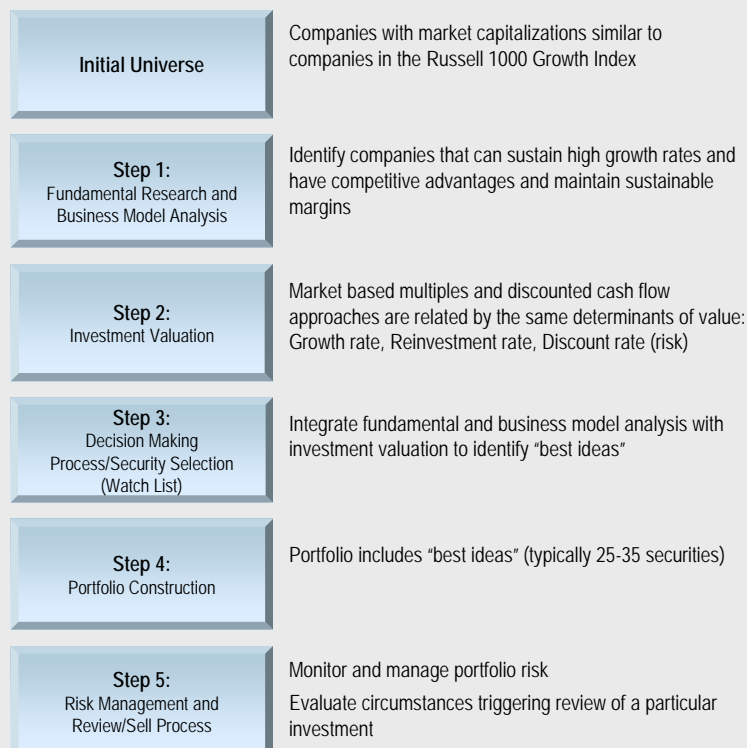 Initial Universe
Companies with market capitalizations similar to
companies in the Russell 1000 Growth Index
Step 1:
Fundamental Research and
Business Model Analysis
Identify companies that can sustain high growth rates and
have competitive advantages and maintain sustainable
margins
Step 2:
Investment Valuation
Market based multiples and discounted cash flow
approaches are related by the same determinants of value:
Growth rate, Reinvestment rate, Discount rate (risk)
Step 3:
Decision Making
Process/Security Selection
(Watch List)
Integrate fundamental and business model analysis with
investment valuation to identify “best ideas”
Step 4:
Portfolio Construction
Portfolio includes “best ideas” (typically 25-35 securities)
Step 5:
Risk Management and
Review/Sell Process
Monitor and manage portfolio risk
Evaluate circumstances triggering review of a particular
investment